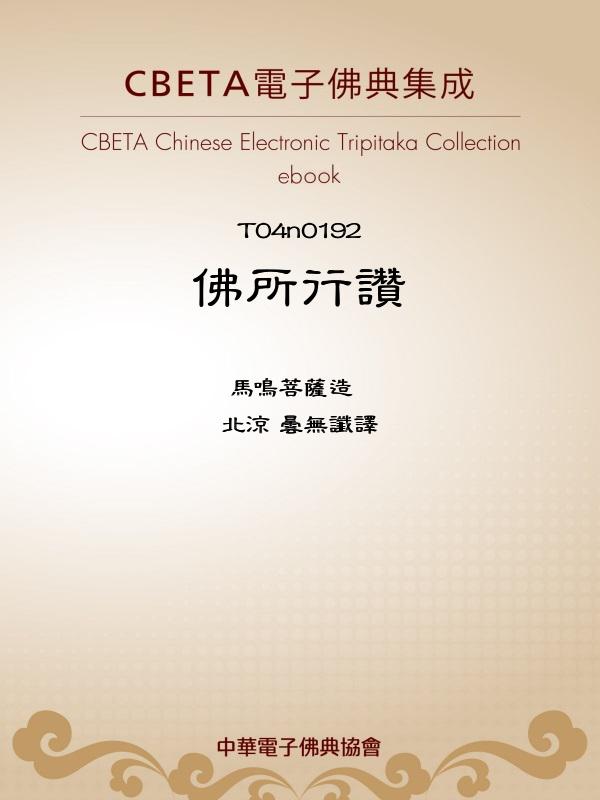 CBETA電子佛典集成
CBETA Chinese Electronic Tripitaka Collection
ebook
T04n0192
佛所行讚
馬鳴菩薩造
北涼 曇無讖譯
中華電子佛典協會